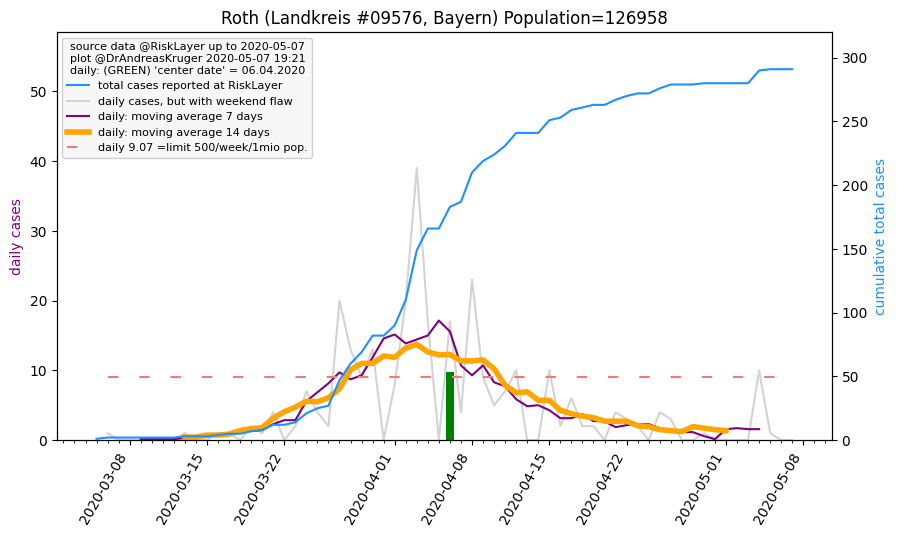 Roth (Landkreis #09576, Bayern) Population=126958
source data @RiskLayer up to 2020-05-07
plot @DrAndreasKruger 2020-05-07 19:21
daily: (GREEN) 'center date' = 06.04.2020
total cases reported at RiskLayer
daily cases, but with weekend flaw
daily: moving average 7 days
daily: moving average 14 days
daily 9.07 =limit 500/week/1mio pop.
daily cases
50
40
30
20
10
0
300
250
200
150
100
50
0
cumulative total cases
2020-03-08
2020-03-15
2020-03-22
2020-04-01
2020-04-08
2020-04-15
2020-04-22
2020-05-01
2020-05-08